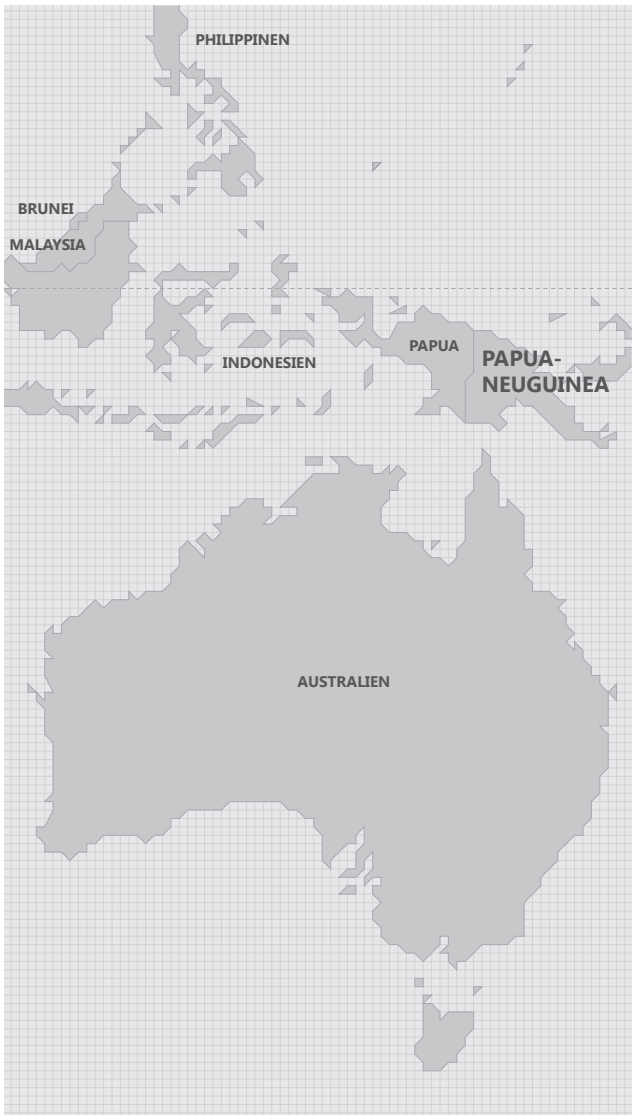 PHILIPPINEN
BRUNEI
MALAYSIA
PAPUA
PAPUA-
NEUGUINEA
INDONESIEN
AUSTRALIEN